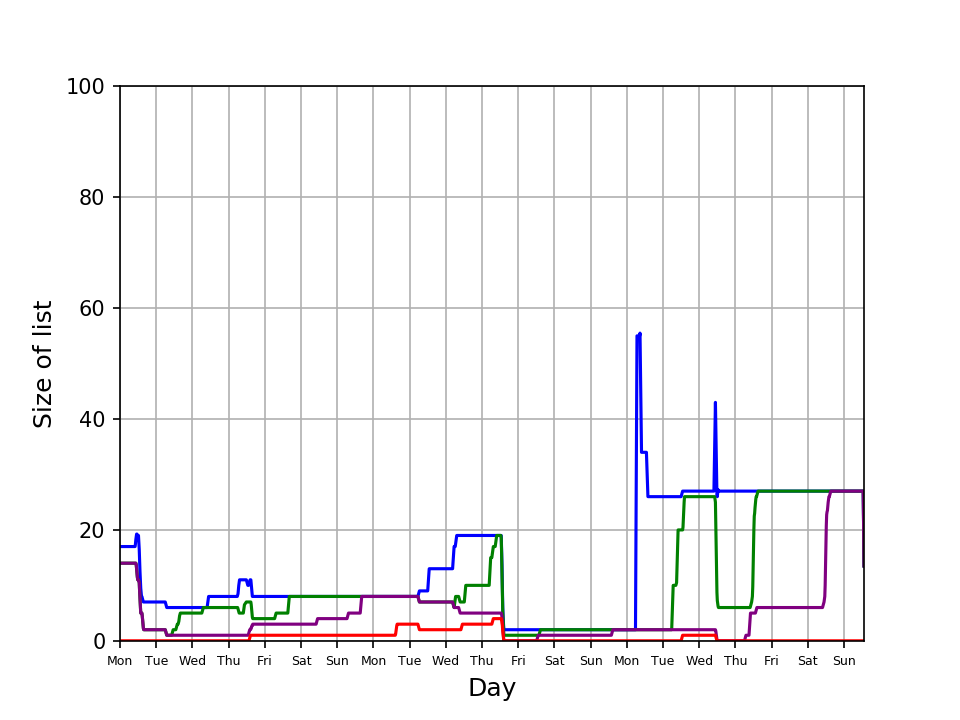 100
80
60
40
20
0
Size of list
Mon Tue Wed Thu Fri Sat Sun Mon Tue Wed Thu Fri Sat Sun Mon Tue Wed Thu Fri Sat Sun
Day